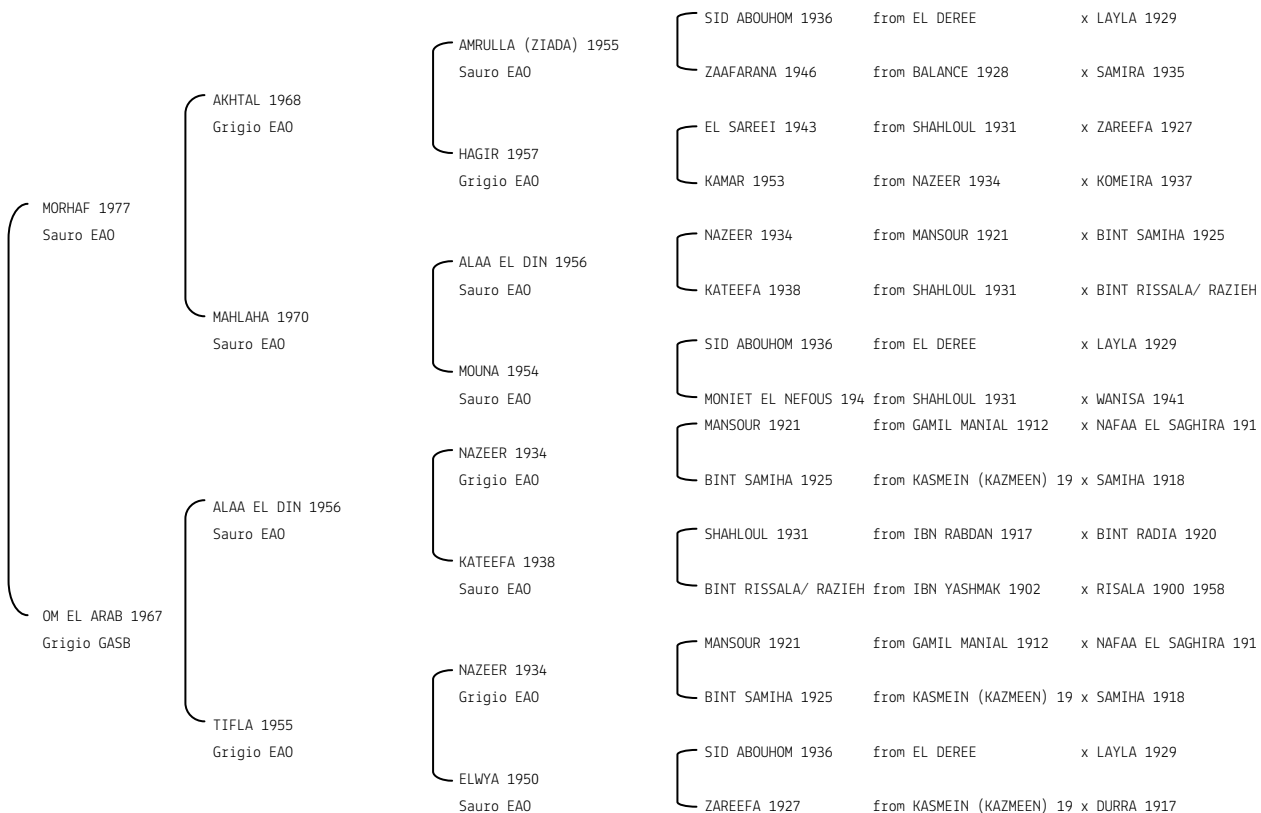 SID ABOUHOM 1936 from EL DEREE x LAYLA 1929
AMRULLA (ZIADA) 1955
Sauro EAO
ZAAFARANA 1946 from BALANCE 1928 x SAMIRA 1935
AKHTAL 1968
Grigio EAO
EL SAREEI 1943 from SHAHLOUL 1931 x ZAREEFA 1927
HAGIR 1957
Grigio EAO
KAMAR 1953 from NAZEER 1934 x KOMEIRA 1937
MORHAF 1977
Sauro EAO
NAZEER 1934 from MANSOUR 1921 x BINT SAMIHA 1925
ALAA EL DIN 1956
Sauro EAO
KATEEFA 1938 from SHAHLOUL 1931 x BINT RISSALA/ RAZIEH
MAHLAHA 1970
Sauro EAO
SID ABOUHOM 1936 from EL DEREE x LAYLA 1929
MOUNA 1954
Sauro EAO
MONIET EL NEFOUS 194 from SHAHLOUL 1931 x WANISA 1941
MANSOUR 1921 from GAMIL MANIAL 1912 x NAFAA EL SAGHIRA 191
NAZEER 1934
Grigio EAO
BINT SAMIHA 1925 from KASMEIN (KAZMEEN) 19 x SAMIHA 1918
ALAA EL DIN 1956
Sauro EAO
SHAHLOUL 1931 from IBN RABDAN 1917 x BINT RADIA 1920
KATEEFA 1938
Sauro EAO
BINT RISSALA/ RAZIEH from IBN YASHMAK 1902 x RISALA 1900 1958
OM EL ARAB 1967
Grigio GASB
MANSOUR 1921 from GAMIL MANIAL 1912 x NAFAA EL SAGHIRA 191
NAZEER 1934
Grigio EAO
BINT SAMIHA 1925 from KASMEIN (KAZMEEN) 19 x SAMIHA 1918
TIFLA 1955
Grigio EAO
SID ABOUHOM 1936 from EL DEREE x LAYLA 1929
ELWYA 1950
Sauro EAO
ZAREEFA 1927 from KASMEIN (KAZMEEN) 19 x DURRA 1917